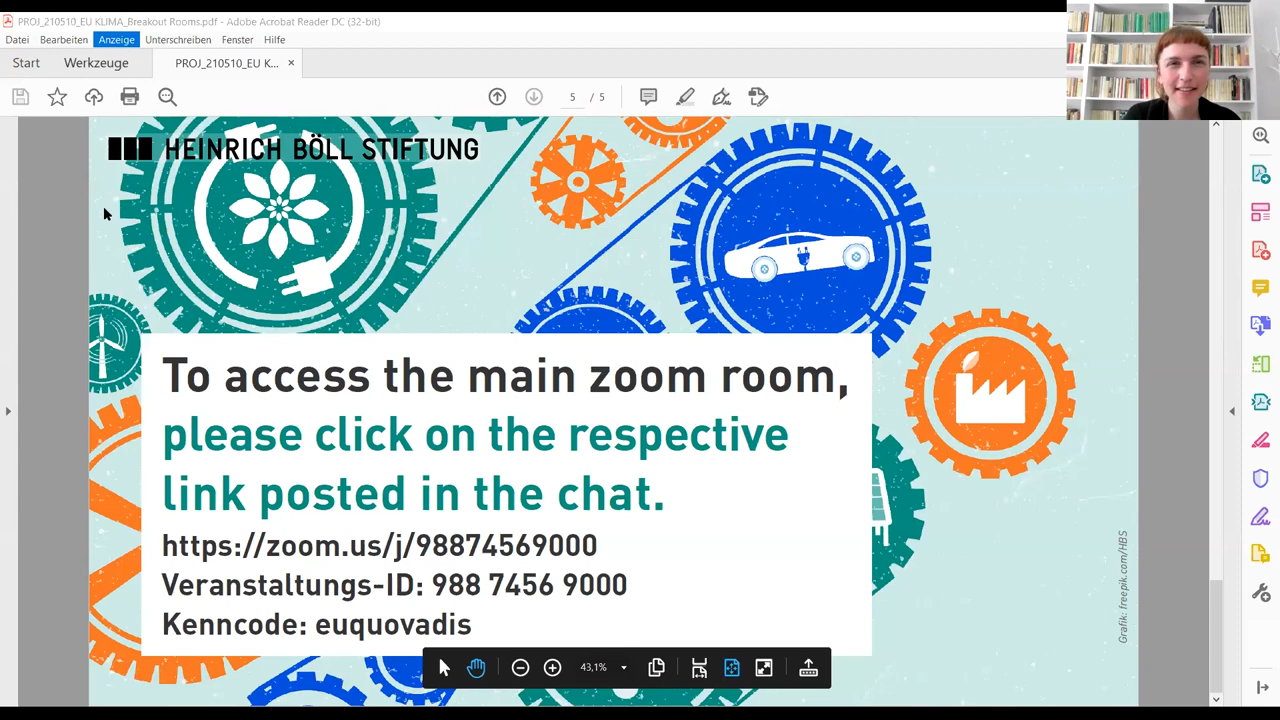 PROJ_210510_EU KLIMA_Breakout Rooms.pdf - Adobe Acrobat Reader DC (32-bit)
Datei Bearbeiten Anzeige Unterschreiben Fenster Hilfe
Start Werkzeuge PROJ_210510_EU K... ×
5 / 5
HEINRICH BÖLL STIFTUNG
To access the main zoom room,
please click on the respective
link posted in the chat.
https://zoom.us/j/98874569000
Veranstaltungs-ID: 988 7456 9000
Kenncode: euquovadis
Grafik: freepik.com/HBS
43,1%